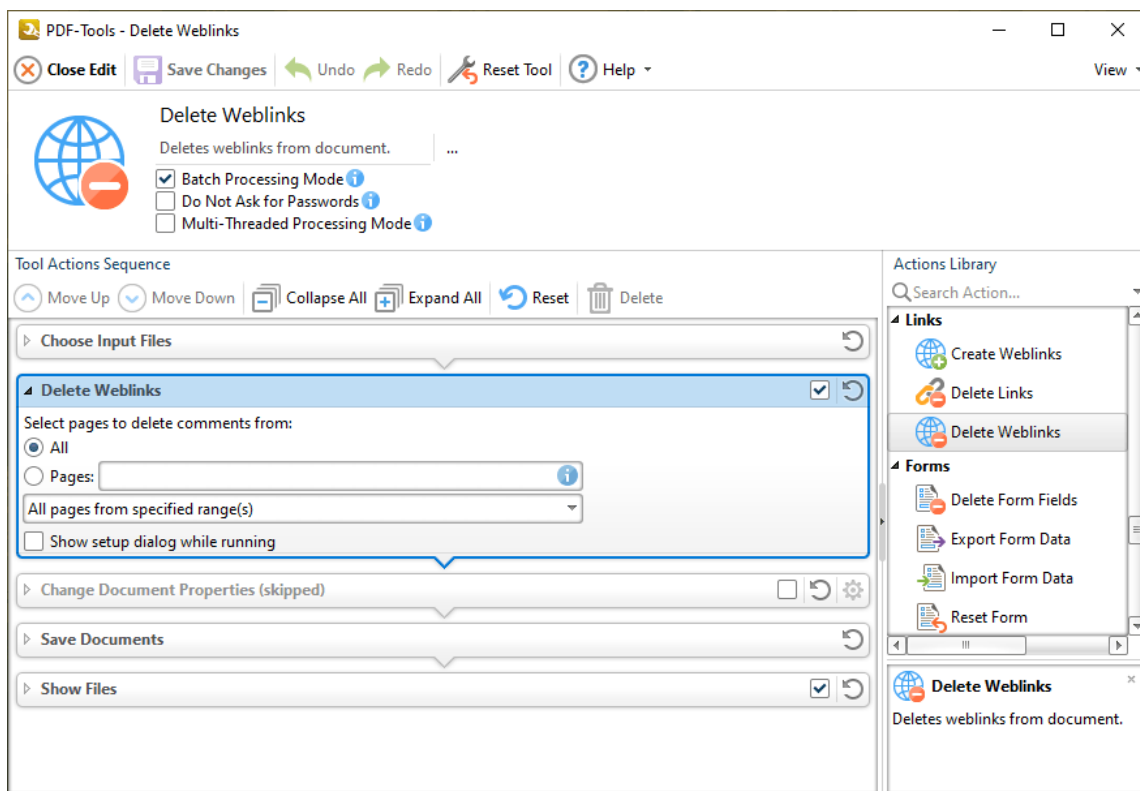 PDF-Tools - Delete Weblinks
Close Edit Save Changes Undo Redo Reset Tool ? Help View
Delete Weblinks
Deletes weblinks from document. ...
Batch Processing Mode i
Do Not Ask for Passwords i
Multi-Threaded Processing Mode i
Tool Actions Sequence
Move Up Move Down Collapse All Expand All Reset Delete
Choose Input Files
Delete Weblinks
Select pages to delete comments from:
All
Pages: i
All pages from specified range(s)
Show setup dialog while running
Change Document Properties (skipped)
Save Documents
Show Files
Actions Library
Search Action...
Links
Create Weblinks
Delete Links
Delete Weblinks
Forms
Delete Form Fields
Export Form Data
Import Form Data
Reset Form
Delete Weblinks
Deletes weblinks from document.